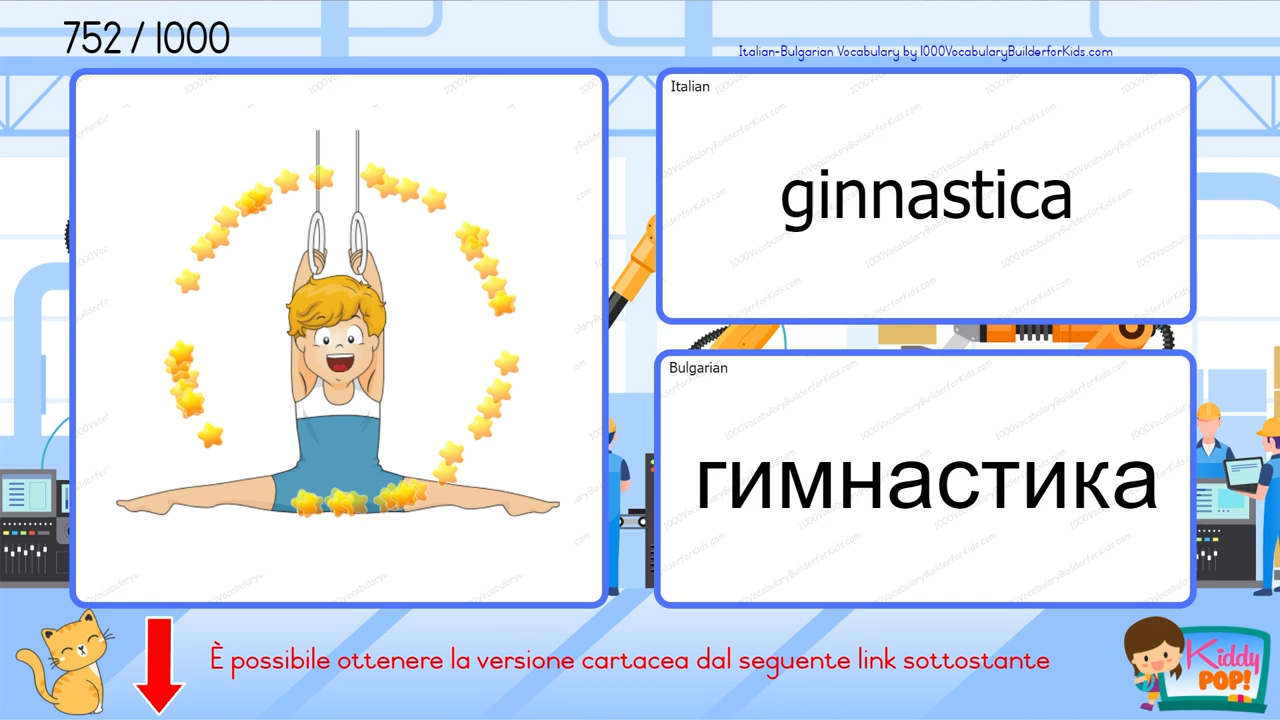 752 / 1000
Italian-Bulgarian Vocabulary by 1000VocabularyBuilderforKids.com
Italian
ginnastica
Bulgarian
гимнастика
È possibile ottenere la versione cartacea dal seguente link sottostante
Kiddy
POP!